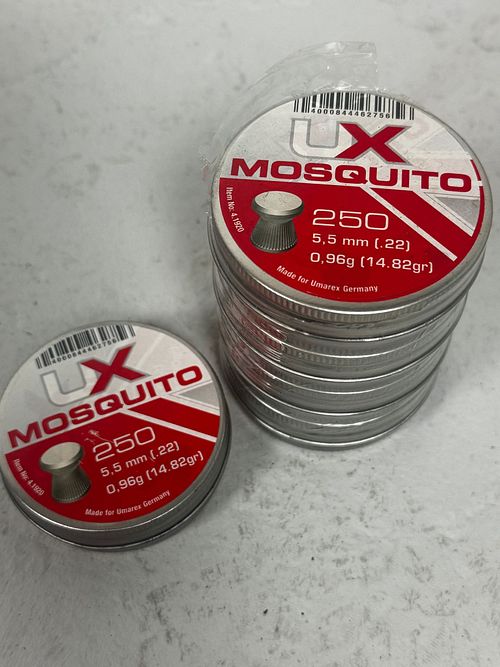 4000844462756
UX
MOSQUITO
Item No: 4.1920
250
5,5 mm (.22)
0,96g (14.82gr)
Made for Umarex Germany
4000844462756
UX
MOSQUITO
Item No: 4.1920
250
5,5 mm (.22)
0,96g (14.82gr)
Made for Umarex Germany